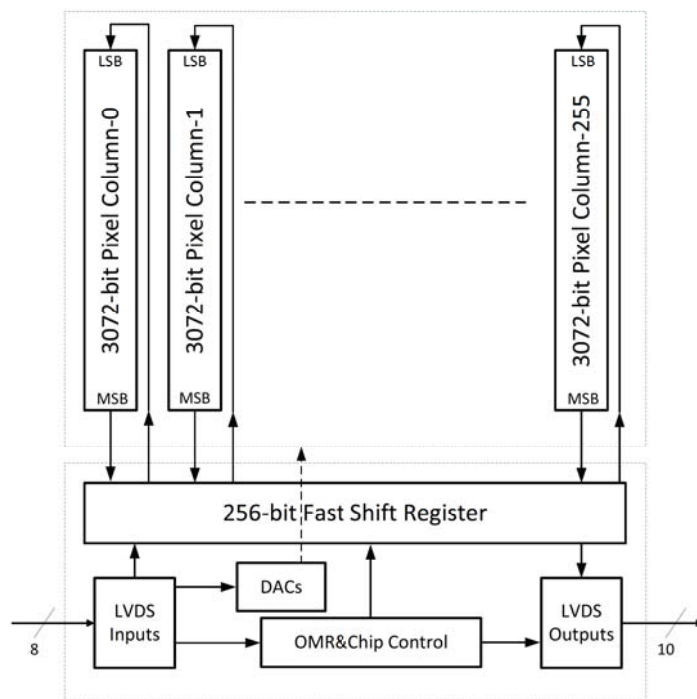 LSB
LSB
LSB
3072-bit Pixel Column-0
3072-bit Pixel Column-1
3072-bit Pixel Column-255
MSB
MSB
MSB
256-bit Fast Shift Register
DACs
LVDS
Inputs
OMR&Chip Control
LVDS
Outputs
8
10